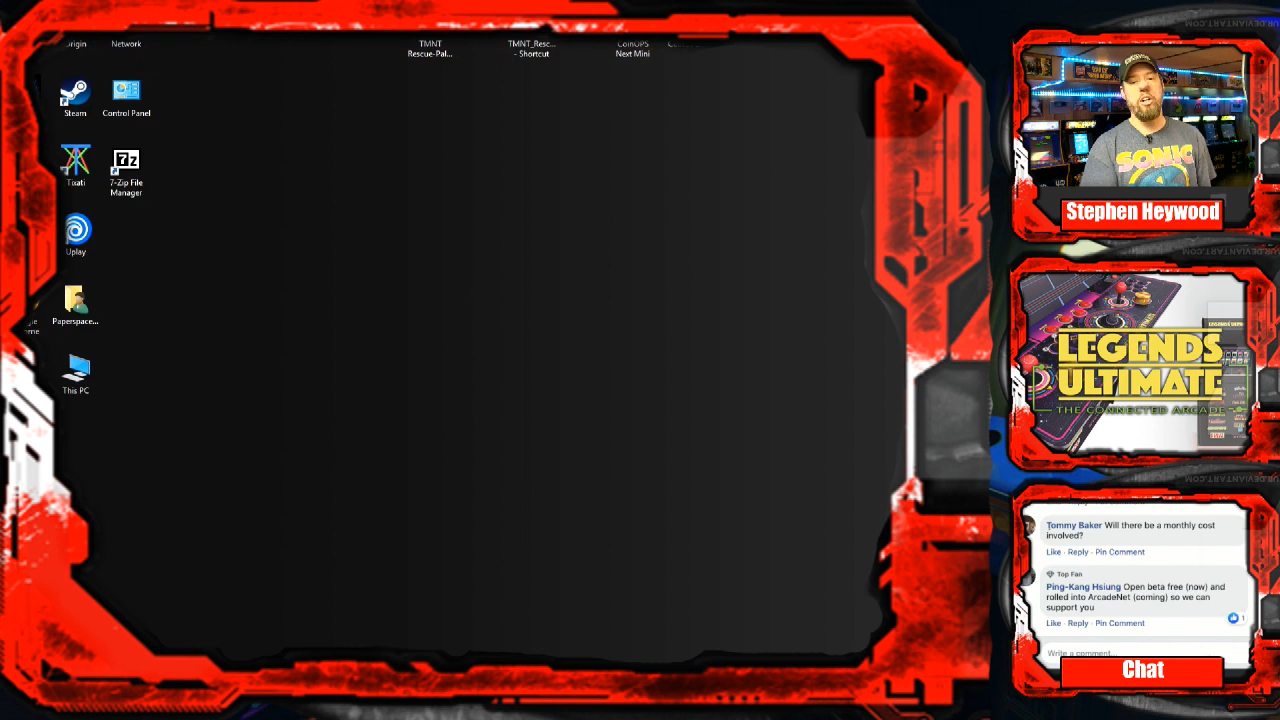 Origin
Network
TMNT
Rescue-Pal...
TMNT_Resc...
- Shortcut
CoinOPS
Next Mini
Steam
Control Panel
Tixati
7z
7-Zip File
Manager
Uplay
Paperspace...
This PC
SONIC
Stephen Heywood
LEGENDS
ULTIMATE
THE CONNECTED ARCADE
Tommy Baker Will there be a monthly cost
involved?
Like · Reply · Pin Comment
Top Fan
Ping-Kang Hsiung Open beta free (now) and
rolled into ArcadeNet (coming) so we can
support you
1
Like · Reply · Pin Comment
Write a comment...
Chat